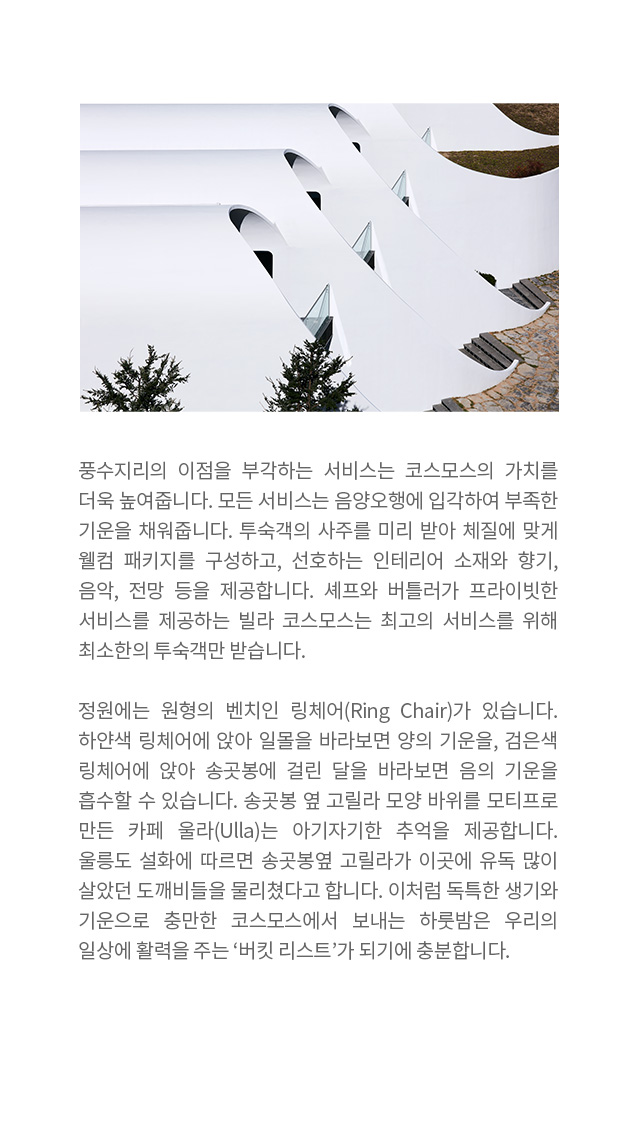 풍수지리의 이점을 부각하는 서비스는 코스모스의 가치를
더욱 높여줍니다. 모든 서비스는 음양오행에 입각하여 부족한
기운을 채워줍니다. 투숙객의 사주를 미리 받아 체질에 맞게
웰컴 패키지를 구성하고, 선호하는 인테리어 소재와 향기,
음악, 전망 등을 제공합니다. 셰프와 버틀러가 프라이빗한
서비스를 제공하는 빌라 코스모스는 최고의 서비스를 위해
최소한의 투숙객만 받습니다.
정원에는 원형의 벤치인 링체어(Ring Chair)가 있습니다.
하얀색 링체어에 앉아 일몰을 바라보면 양의 기운을, 검은색
링체어에 앉아 송곳봉에 걸린 달을 바라보면 음의 기운을
흡수할 수 있습니다. 송곳봉 옆 고릴라 모양 바위를 모티프로
만든 카페 울라(Ulla)는 아기자기한 추억을 제공합니다.
울릉도 설화에 따르면 송곳봉옆 고릴라가 이곳에 유독 많이
살았던 도깨비들을 물리쳤다고 합니다. 이처럼 독특한 생기와
기운으로 충만한 코스모스에서 보내는 하룻밤은 우리의
일상에 활력을 주는 ‘버킷 리스트’가 되기에 충분합니다.